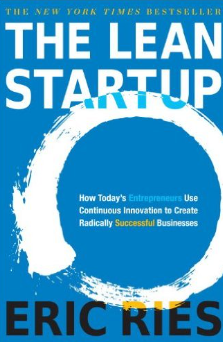 THE NEW YORK TIMES BESTSELLER
THE LEAN
STARTUP
How Today's Entrepreneurs Use
Continuous Innovation to Create
Radically Successful Businesses
ERIC RIES